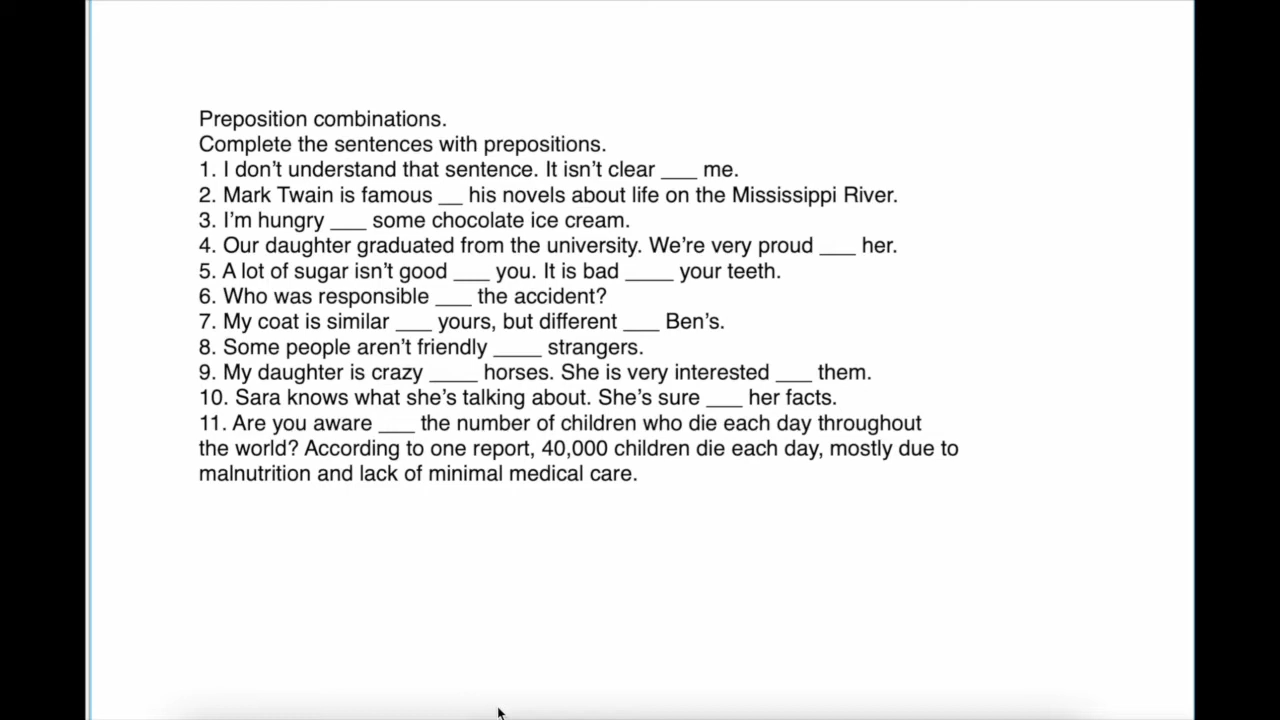 Preposition combinations.
Complete the sentences with prepositions.
1. I don’t understand that sentence. It isn’t clear ___ me.
2. Mark Twain is famous __ his novels about life on the Mississippi River.
3. I’m hungry ___ some chocolate ice cream.
4. Our daughter graduated from the university. We’re very proud ___ her.
5. A lot of sugar isn’t good ___ you. It is bad ____ your teeth.
6. Who was responsible ___ the accident?
7. My coat is similar ___ yours, but different ___ Ben’s.
8. Some people aren’t friendly ____ strangers.
9. My daughter is crazy ____ horses. She is very interested ___ them.
10. Sara knows what she’s talking about. She’s sure ___ her facts.
11. Are you aware ___ the number of children who die each day throughout
the world? According to one report, 40,000 children die each day, mostly due to
malnutrition and lack of minimal medical care.